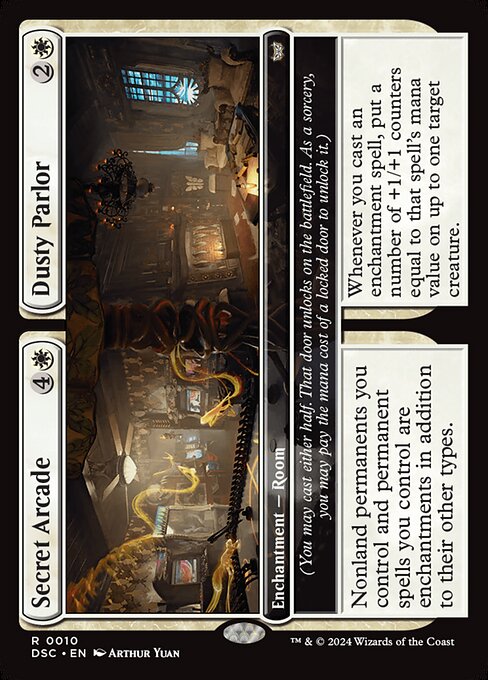 Secret Arcade 4
Dusty Parlor 2
Enchantment — Room
(You may cast either half. That door unlocks on the battlefield. As a sorcery,
you may pay the mana cost of a locked door to unlock it.)
Nonland permanents you
control and permanent
spells you control are
enchantments in addition
to their other types.
Whenever you cast an
enchantment spell, put a
number of +1/+1 counters
equal to that spell's mana
value on up to one target
creature.
R 0010
DSC • EN Arthur Yuan
™ & © 2024 Wizards of the Coast